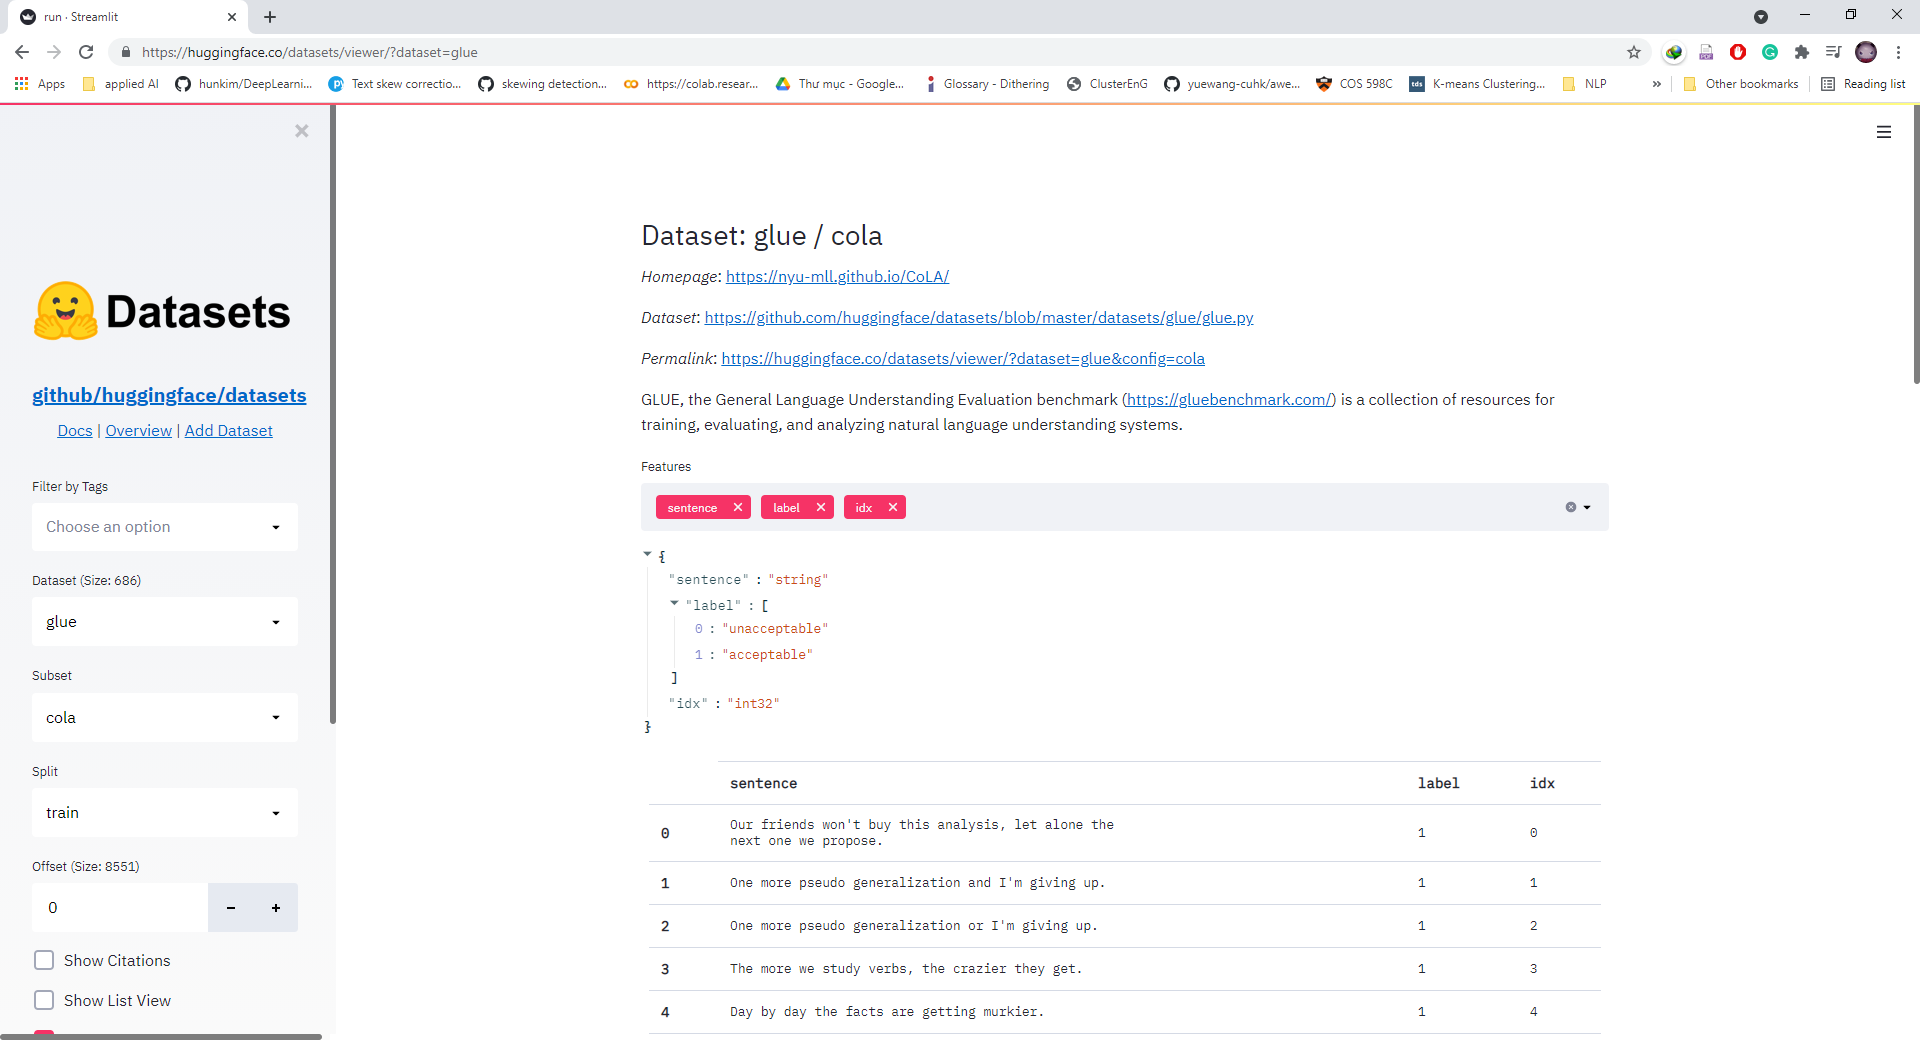 run · Streamlit
https://huggingface.co/datasets/viewer/?dataset=glue
Apps
applied AI
hunkim/DeepLearni...
Text skew correctio...
skewing detection...
https://colab.resear...
Thư mục - Google...
Glossary - Dithering
ClusterEnG
yuewang-cuhk/awe...
COS 598C
tds
K-means Clustering...
NLP
»
Other bookmarks
Reading list
Datasets
github/huggingface/datasets
Docs | Overview | Add Dataset
Filter by Tags
Choose an option
Dataset (Size: 686)
glue
Subset
cola
Split
train
Offset (Size: 8551)
0
- +
Show Citations
Show List View
Dataset: glue / cola
Homepage: https://nyu-mll.github.io/CoLA/
Dataset: https://github.com/huggingface/datasets/blob/master/datasets/glue/glue.py
Permalink: https://huggingface.co/datasets/viewer/?dataset=glue&config=cola
GLUE, the General Language Understanding Evaluation benchmark (https://gluebenchmark.com/) is a collection of resources for
training, evaluating, and analyzing natural language understanding systems.
Features
sentence label idx
{
"sentence" : "string"
"label" : [
0 : "unacceptable"
1 : "acceptable"
]
"idx" : "int32"
}
sentence label idx
0 Our friends won't buy this analysis, let alone the 1 0
next one we propose.
1 One more pseudo generalization and I'm giving up. 1 1
2 One more pseudo generalization or I'm giving up. 1 2
3 The more we study verbs, the crazier they get. 1 3
4 Day by day the facts are getting murkier. 1 4